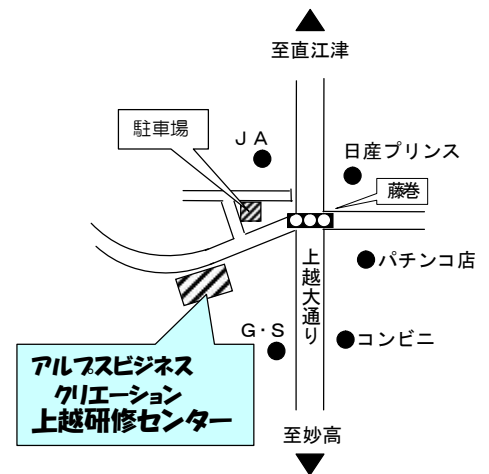 至直江津
駐車場
JA
日産プリンス
藤巻
上越大通り
パチンコ店
G・S
コンビニ
アルプスビジネス
クリエーション
上越研修センター
至妙高